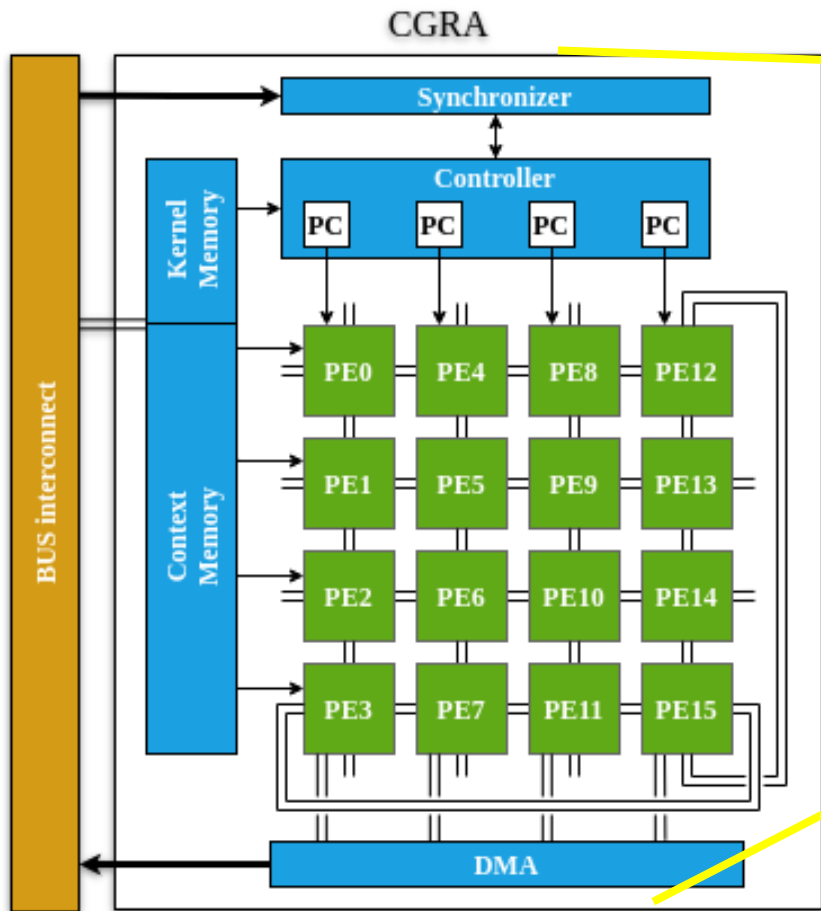 CGRA
Synchronizer
Controller
PC PC PC PC
Kernel
Memory
BUS interconnect
Context
Memory
PE0 PE4 PE8 PE12
PE1 PE5 PE9 PE13
PE2 PE6 PE10 PE14
PE3 PE7 PE11 PE15
DMA